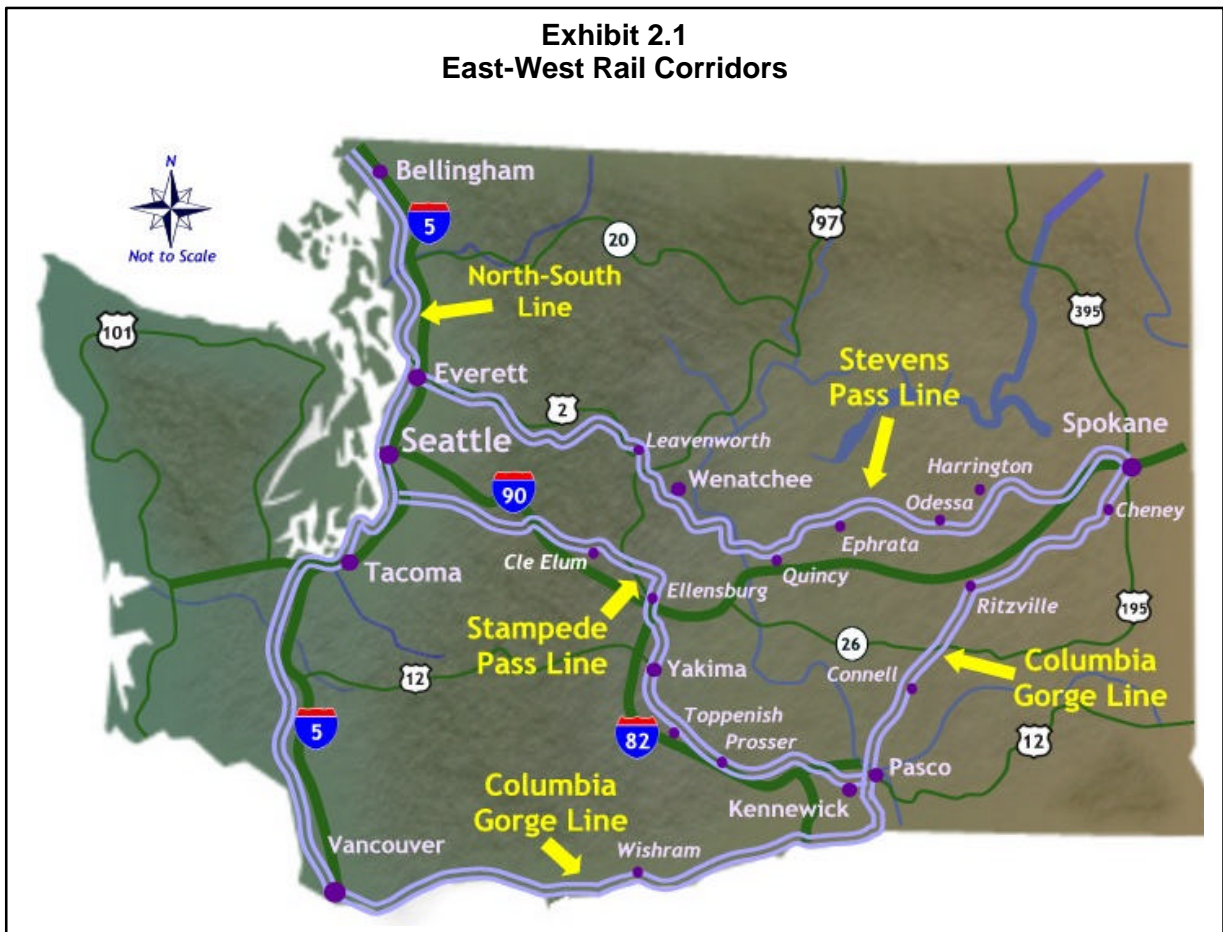 Exhibit 2.1
East-West Rail Corridors
N
Not to Scale
Bellingham
5
20
97
North-South
Line
395
101
Everett
2
Stevens
Pass Line
Spokane
Seattle
Leavenworth
Wenatchee
Harrington
90
Odessa
Cheney
Ephrata
Cle Elum
Quincy
Tacoma
Ellensburg
Ritzville
195
Stampede
Pass Line
26
Columbia
Gorge Line
12
Yakima
Connell
5
82
Toppenish
Prosser
12
Pasco
Kennewick
Columbia
Gorge Line
Vancouver
Wishram